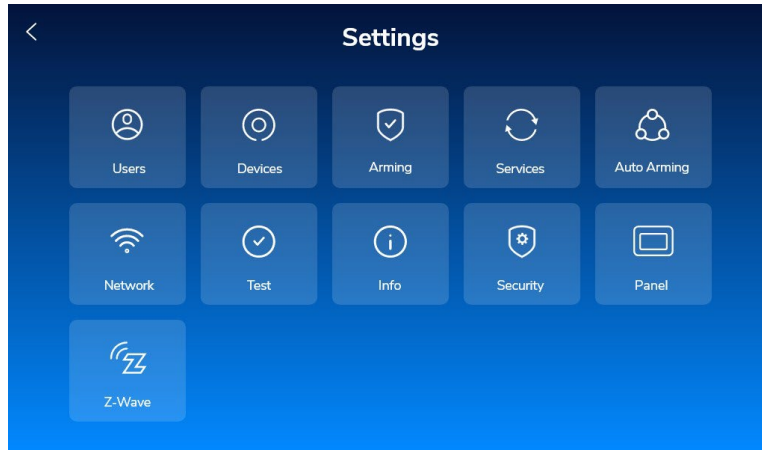 Settings
Users
Devices
Arming
Services
Auto Arming
Network
Test
Info
Security
Panel
Z-Wave